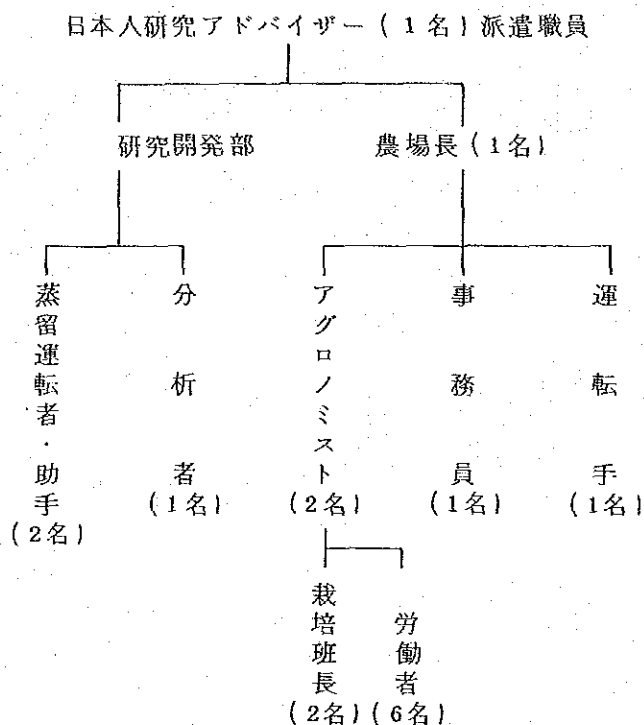 日本人研究アドバイザー(1名)派遣職員
研究開発部
農場長(1名)
蒸留運転者・助手
(2名)
分析者
(1名)
アグロノミスト
(2名)
事務員
(1名)
運転手
(1名)
栽培班長
(2名)
労働者
(6名)